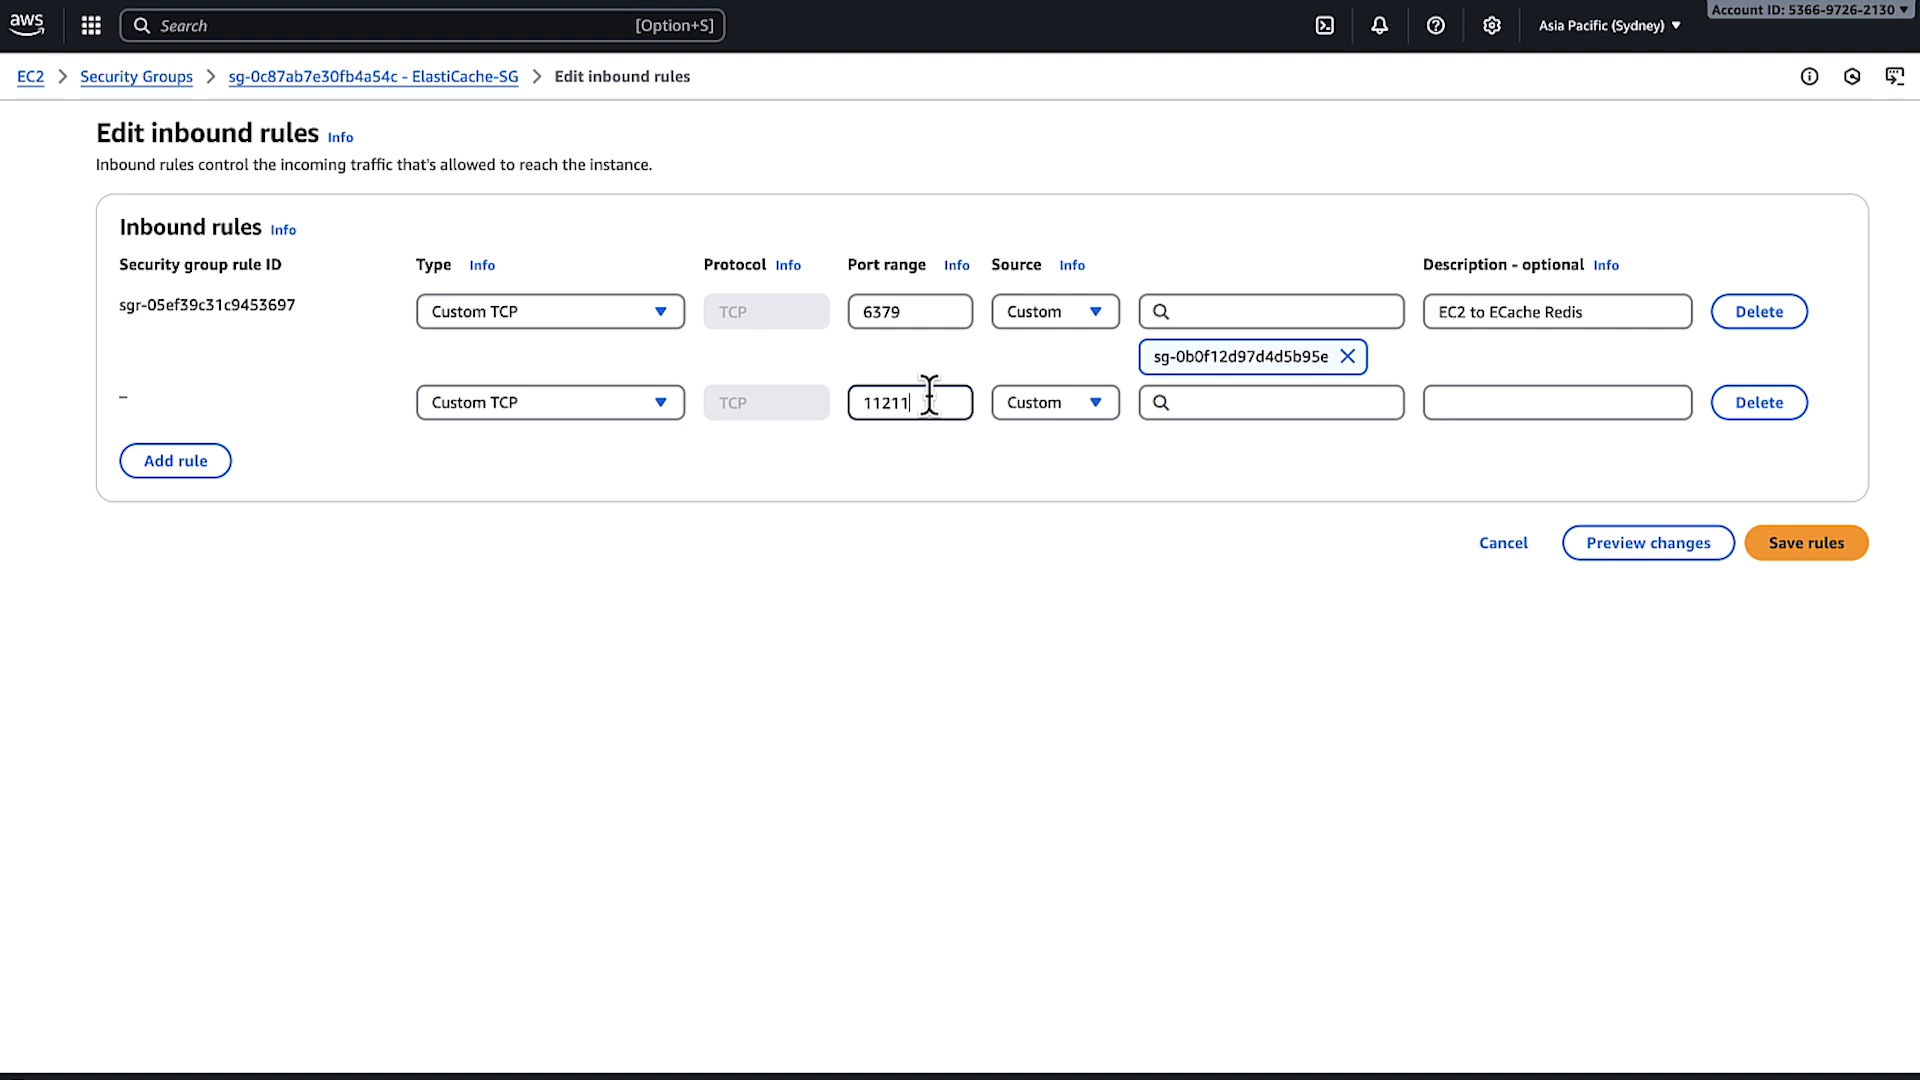 aws Search [Option+S] Asia Pacific (Sydney) Account ID: 5366-9726-2130
EC2 > Security Groups > sg-0c87ab7e30fb4a54c - ElastiCache-SG > Edit inbound rules
Edit inbound rules Info
Inbound rules control the incoming traffic that's allowed to reach the instance.
Inbound rules Info
Security group rule ID Type Info Protocol Info Port range Info Source Info Description - optional Info
sgr-05ef39c31c9453697 Custom TCP TCP 6379 Custom EC2 to ECache Redis Delete
sg-0b0f12d97d4d5b95e
– Custom TCP TCP 11211 Custom Delete
Add rule
Cancel Preview changes Save rules